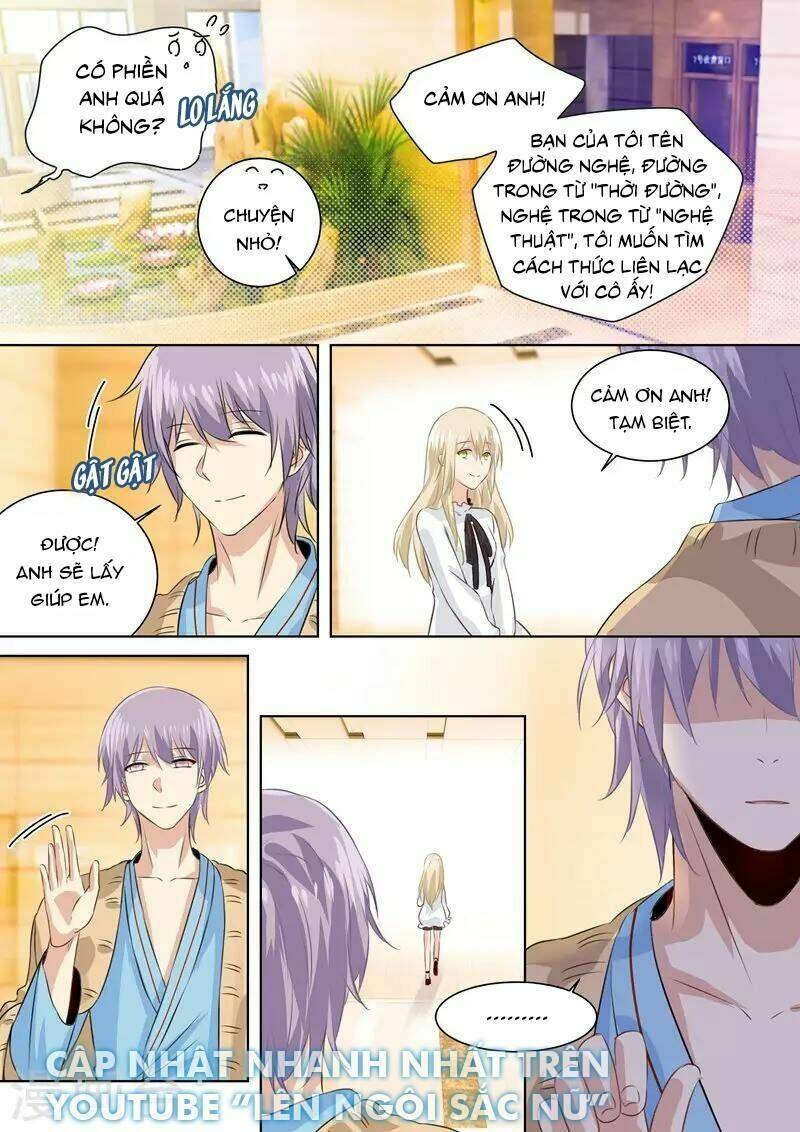 CẢM ƠN ANH!
BẠN CỦA TÔI TÊN
ĐƯỜNG NGHỆ, ĐƯỜNG
TRONG TỪ "THỜI ĐƯỜNG",
NGHỆ TRONG TỪ "NGHỆ
THUẬT", TÔI MUỐN TÌM
CÁCH THỨC LIÊN LẠC
VỚI CÔ ẤY!
CÓ PHIỀN
ANH QUÁ
KHÔNG?
LO LẮNG
CHUYỆN
NHỎ!
GẬT GẬT
ĐƯỢC!
ANH SẼ LẤY
GIÚP EM.
CẢM ƠN ANH!
TẠM BIỆT.
.........
CẬP NHẬT NHANH NHẤT TRÊN
YOUTUBE "LÊN NGÔI SẮC NỮ"